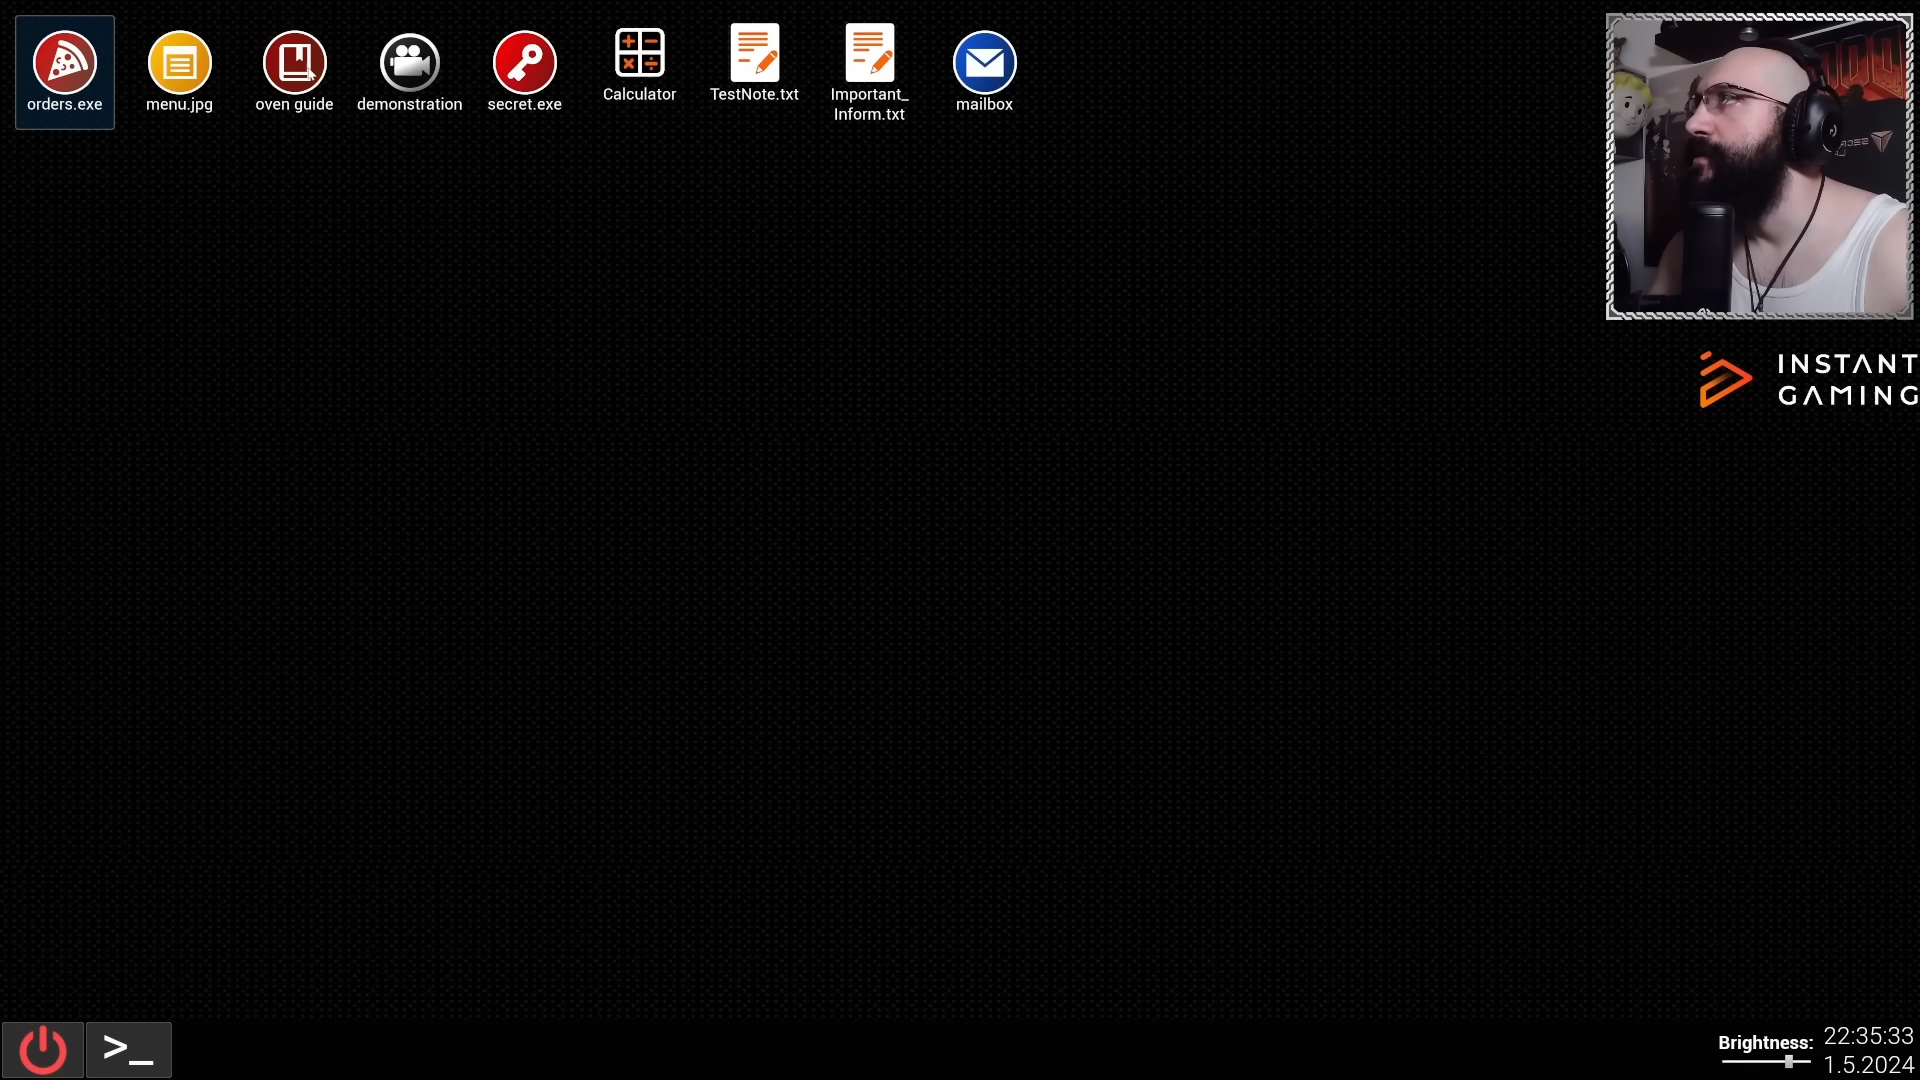 orders.exe
menu.jpg
oven guide
demonstration
secret.exe
Calculator
TestNote.txt
Important_
Inform.txt
mailbox
INSTANT
GAMING
>_
Brightness:
22:35:33
1.5.2024